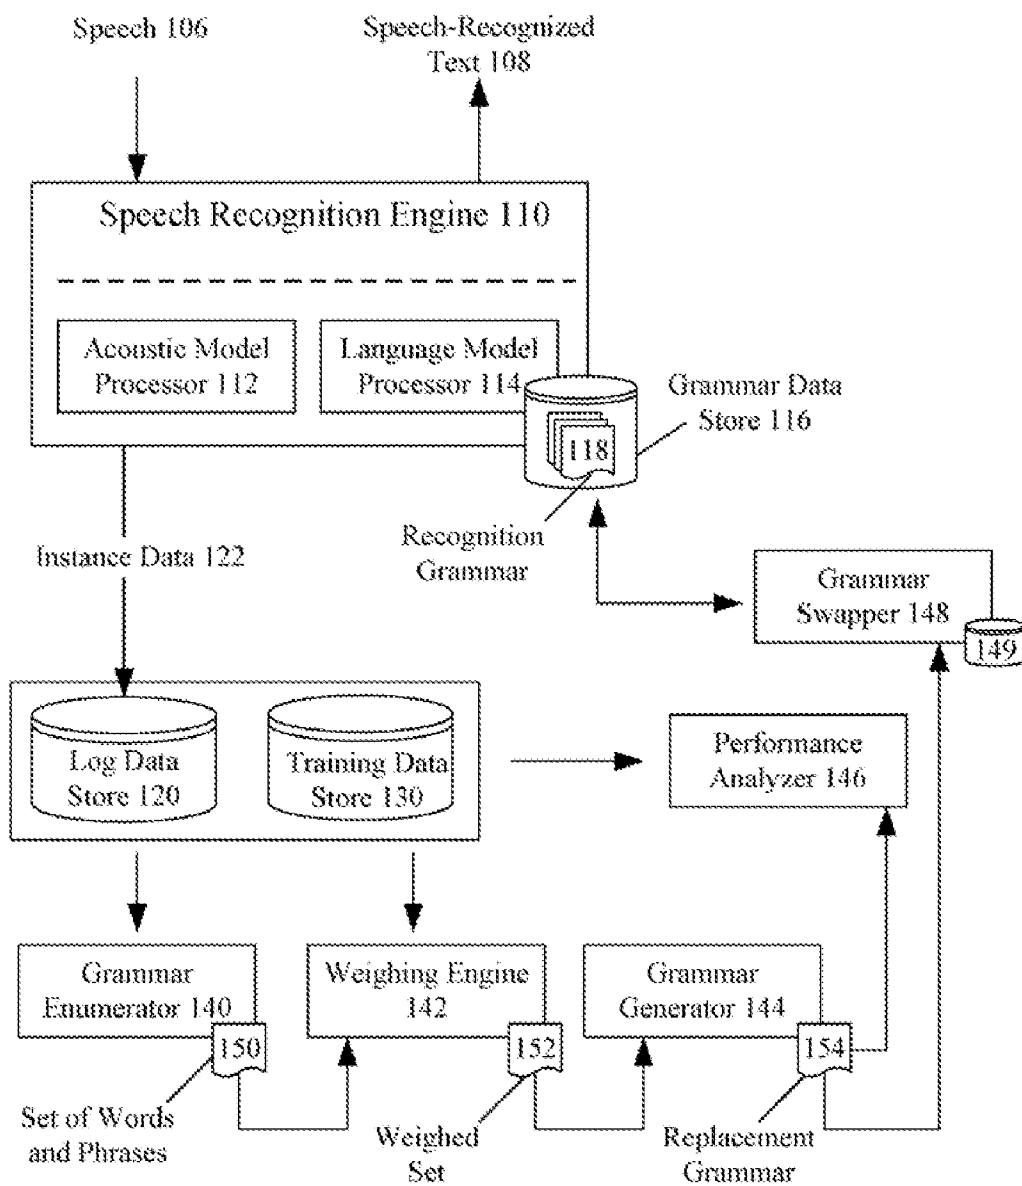 Speech 106
Speech-Recognized
Text 108
Speech Recognition Engine 110
Acoustic Model
Processor 112
Language Model
Processor 114
Grammar Data
Store 116
118
Recognition
Grammar
Instance Data 122
Grammar
Swapper 148
149
Log Data
Store 120
Training Data
Store 130
Performance
Analyzer 146
Grammar
Enumerator 140
Weighing Engine
142
Grammar
Generator 144
150
152
154
Set of Words
and Phrases
Weighed
Set
Replacement
Grammar